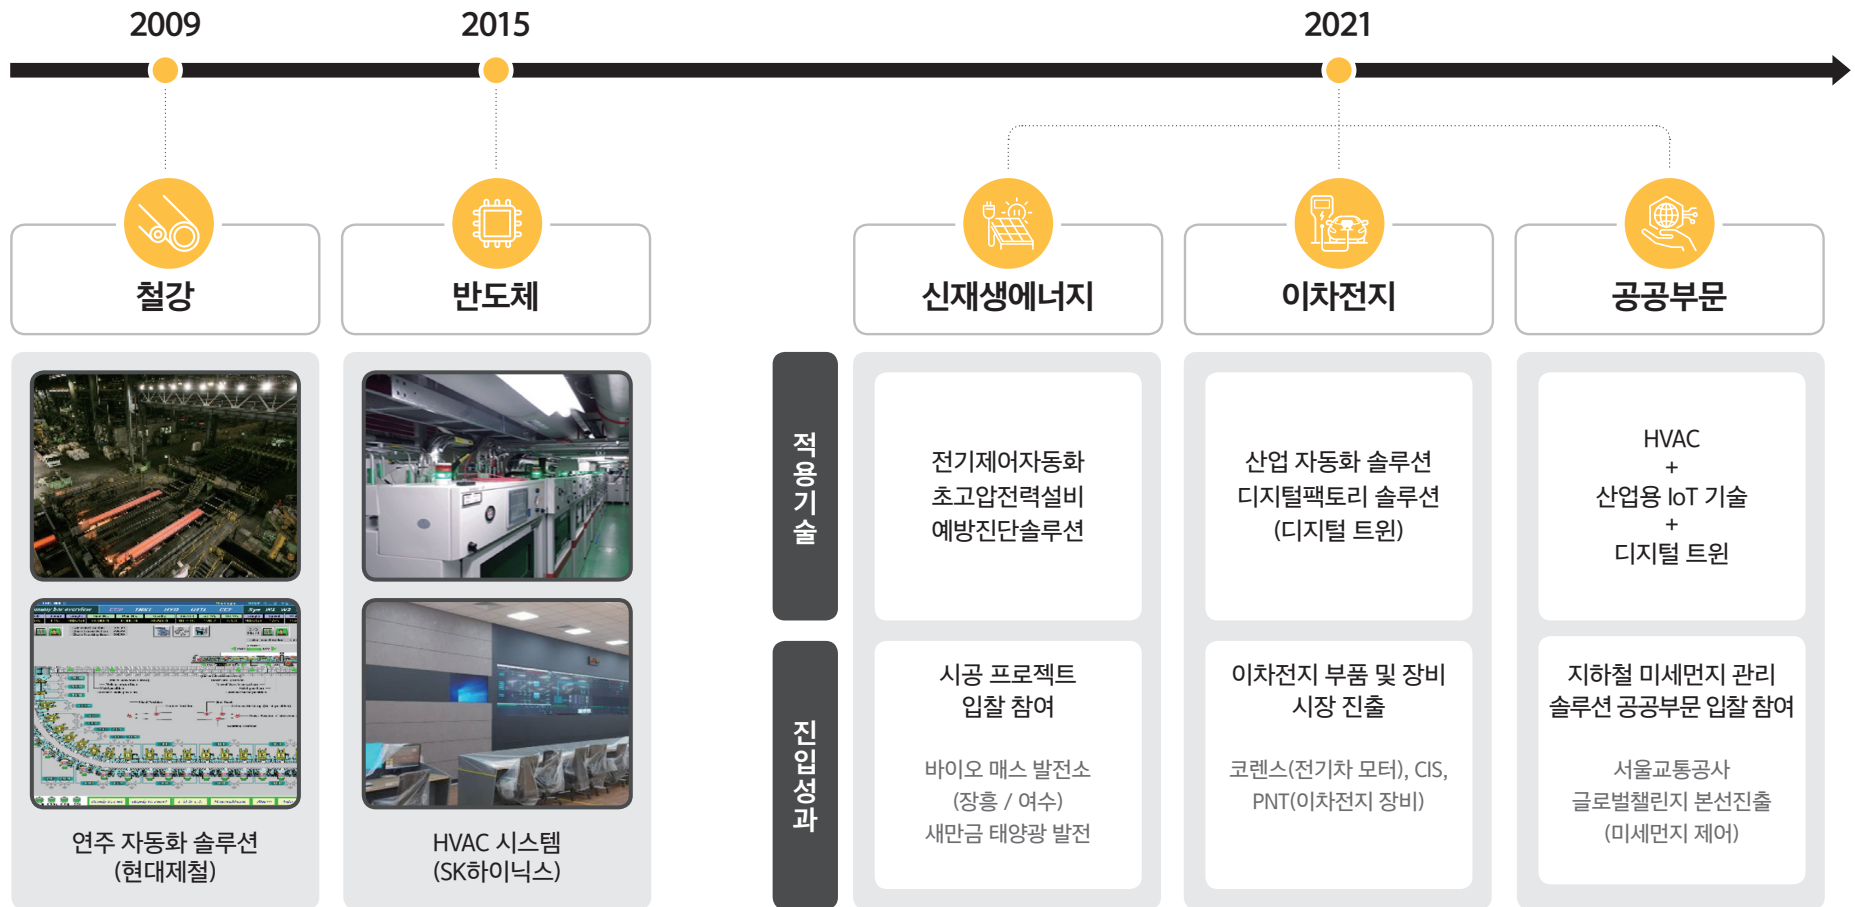 2009
2015
2021
철강
반도체
신재생에너지
이차전지
공공부문
연주 자동화 솔루션
(현대제철)
HVAC 시스템
(SK하이닉스)
적용기술
전기제어자동화
초고압전력설비
예방진단솔루션
산업 자동화 솔루션
디지털팩토리 솔루션
(디지털 트윈)
HVAC
+
산업용 IoT 기술
+
디지털 트윈
진입성과
시공 프로젝트
입찰 참여
바이오 매스 발전소
(장흥 / 여수)
새만금 태양광 발전
이차전지 부품 및 장비
시장 진출
코렌스(전기차 모터), CIS,
PNT(이차전지 장비)
지하철 미세먼지 관리
솔루션 공공부문 입찰 참여
서울교통공사
글로벌챌린지 본선진출
(미세먼지 제어)